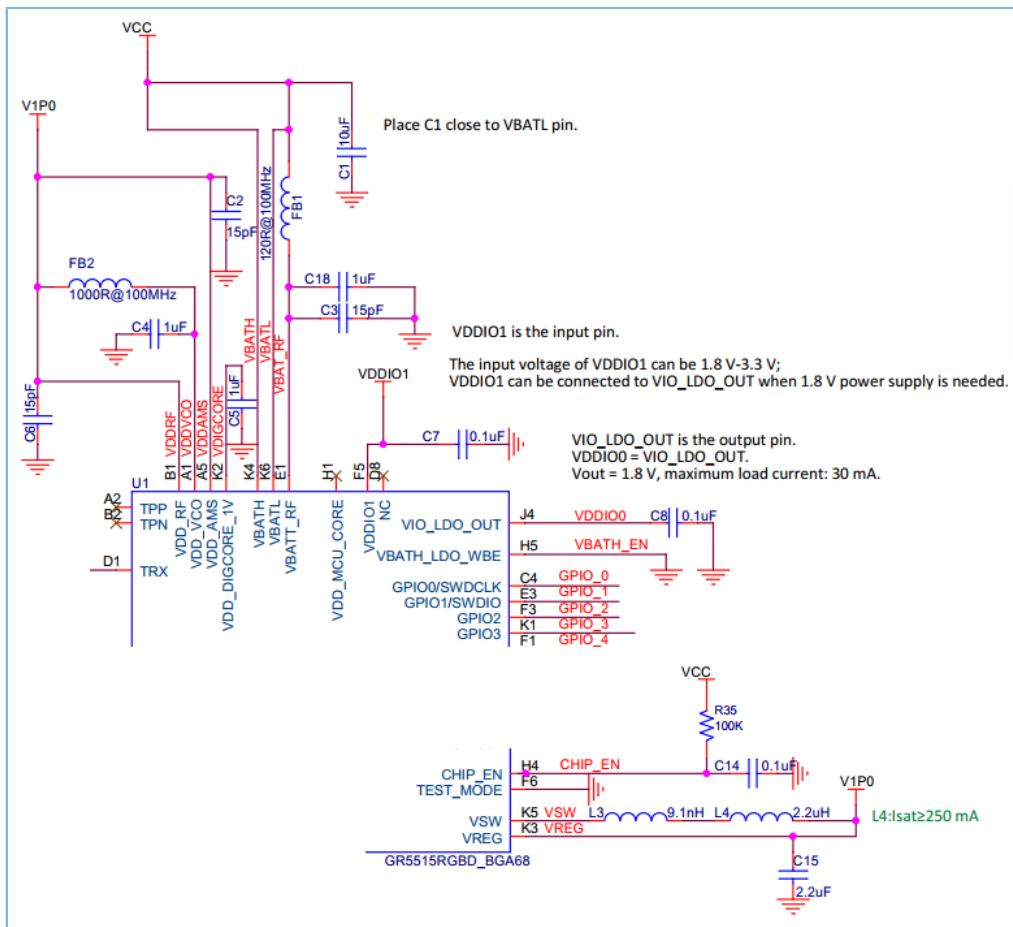 VCC
V1P0
10uF
C1
Place C1 close to VBATL pin.
C2
15pF
120R@100MHz
FB1
FB2
1000R@100MHz
C18
1uF
C3
15pF
C4
1uF
VBATH
VBATL
VBAT_RF
VDDIO1 is the input pin.
The input voltage of VDDIO1 can be 1.8 V-3.3 V;
VDDIO1 can be connected to VIO_LDO_OUT when 1.8 V power supply is needed.
VDDIO1
15pF
C6
VDDRF
VDDVCO
VDDAMS
VDIGCORE
1uF
C5
C7
0.1uF
VIO_LDO_OUT is the output pin.
VDDIO0 = VIO_LDO_OUT.
Vout = 1.8 V, maximum load current: 30 mA.
B1
A1
A5
K2
K4
K6
E1
H1
F5
D8
U1
A2
TPP
B2
TPN
D1
TRX
VDD_RF
VDD_VCO
VDD_AMS
VDD_DIGCORE_1V
VBATH
VBATL
VBATT_RF
VDD_MCU_CORE
VDDIO1
NC
VIO_LDO_OUT
J4
VDDIO0
C8
0.1uF
VBATH_LDO_WBE
H5
VBATH_EN
GPIO0/SWDCLK
C4
GPIO_0
GPIO1/SWDIO
E3
GPIO_1
GPIO2
F3
GPIO_2
GPIO3
K1
GPIO_3
F1
GPIO_4
VCC
R35
100K
CHIP_EN
H4
CHIP_EN
C14
0.1uF
TEST_MODE
F6
V1P0
VSW
K5
VSW
L3
9.1nH
L4
2.2uH
L4:Isat≥250 mA
VREG
K3
VREG
GR5515RGBD_BGA68
C15
2.2uF